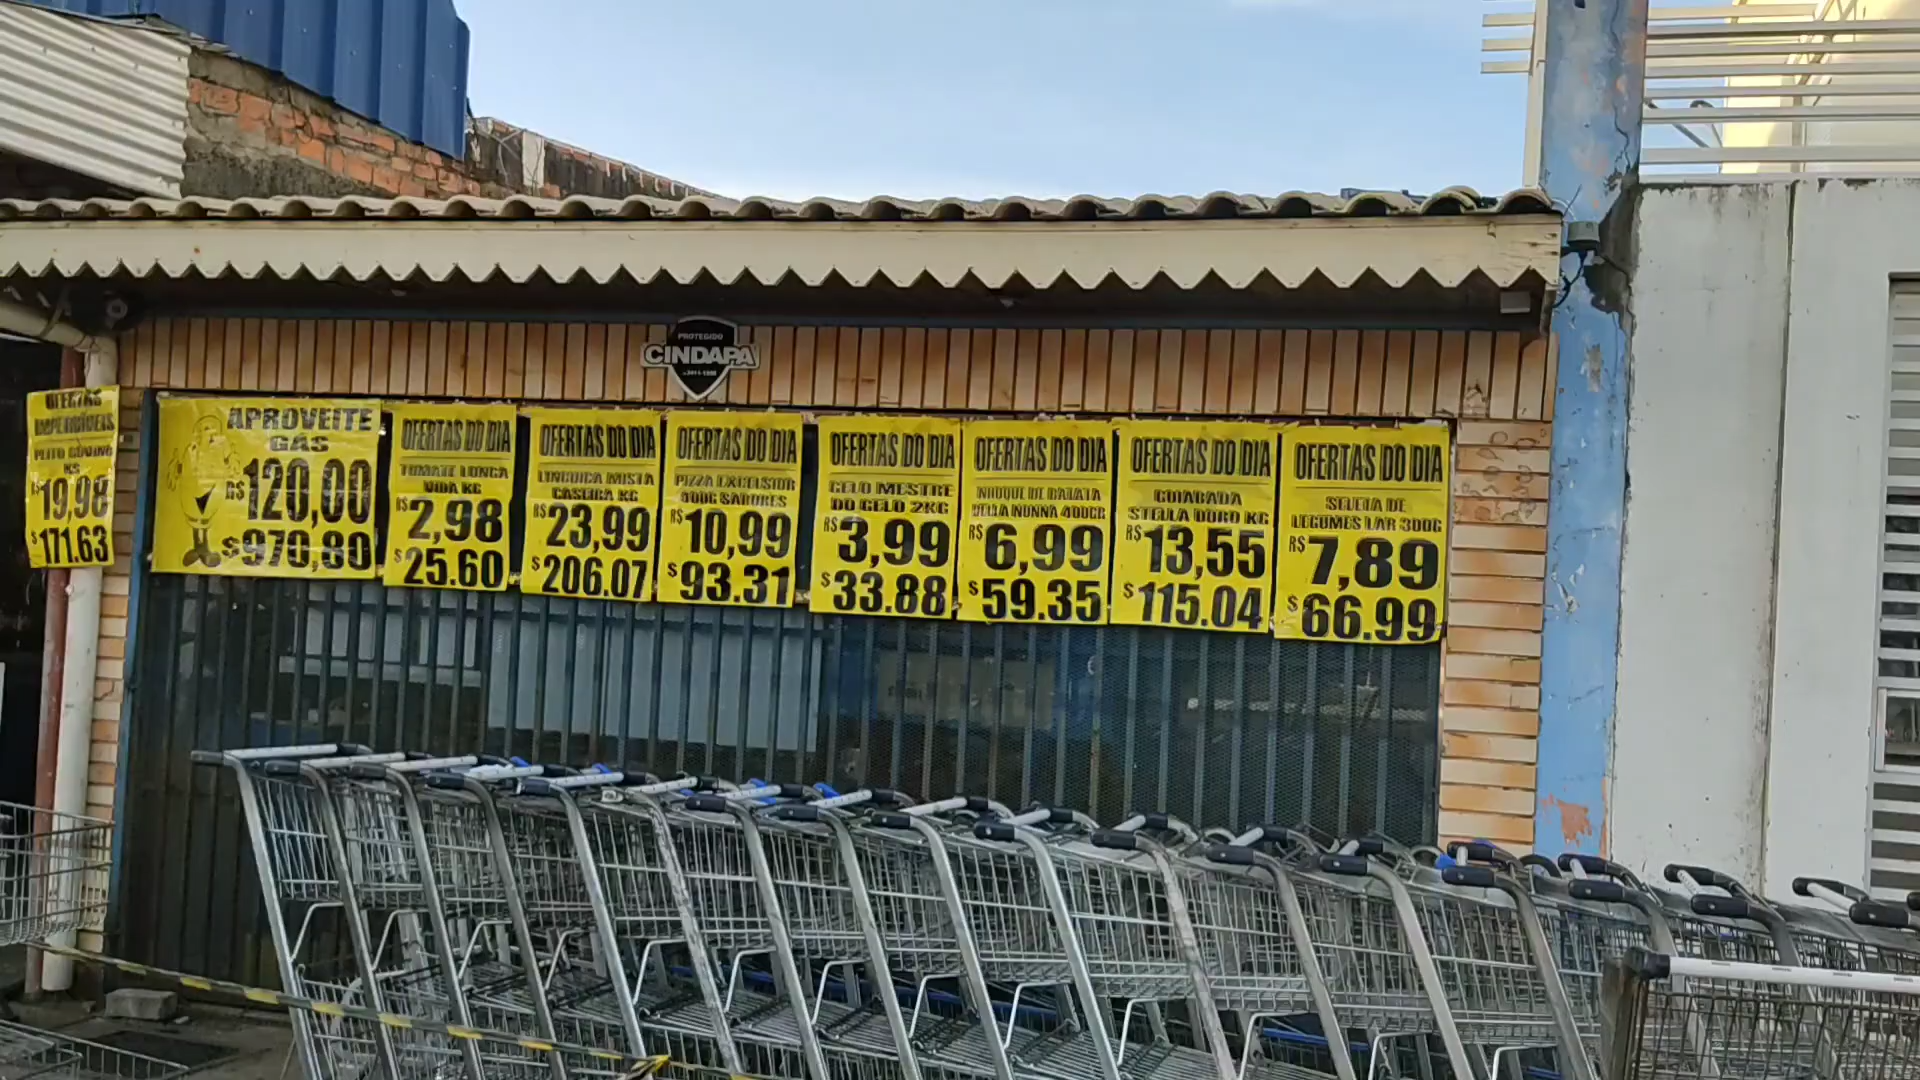 PROTEGIDO
CINDAPA
OFERTAS
IMPERDÍVEIS
PEITO BOVINO
KG
R$19,98
$171.63
APROVEITE
GÁS
R$120,00
$970,80
OFERTAS DO DIA
TOMATE LONGA
VIDA KG
R$2,98
$25.60
OFERTAS DO DIA
LINGUIÇA MISTA
CASEIRA KG
R$23,99
$206.07
OFERTAS DO DIA
PIZZA EXCELSIOR
400G SABORES
R$10,99
$93.31
OFERTAS DO DIA
GELO MESTRE
DO GELO 2KG
R$3,99
$33.88
OFERTAS DO DIA
NHOQUE DE BATATA
BELLA NONNA 400GR
R$6,99
$59.35
OFERTAS DO DIA
GOIABADA
STELLA DORO KG
R$13,55
$115.04
OFERTAS DO DIA
SELETA DE
LEGUMES LAR 300G
R$7,89
$66.99